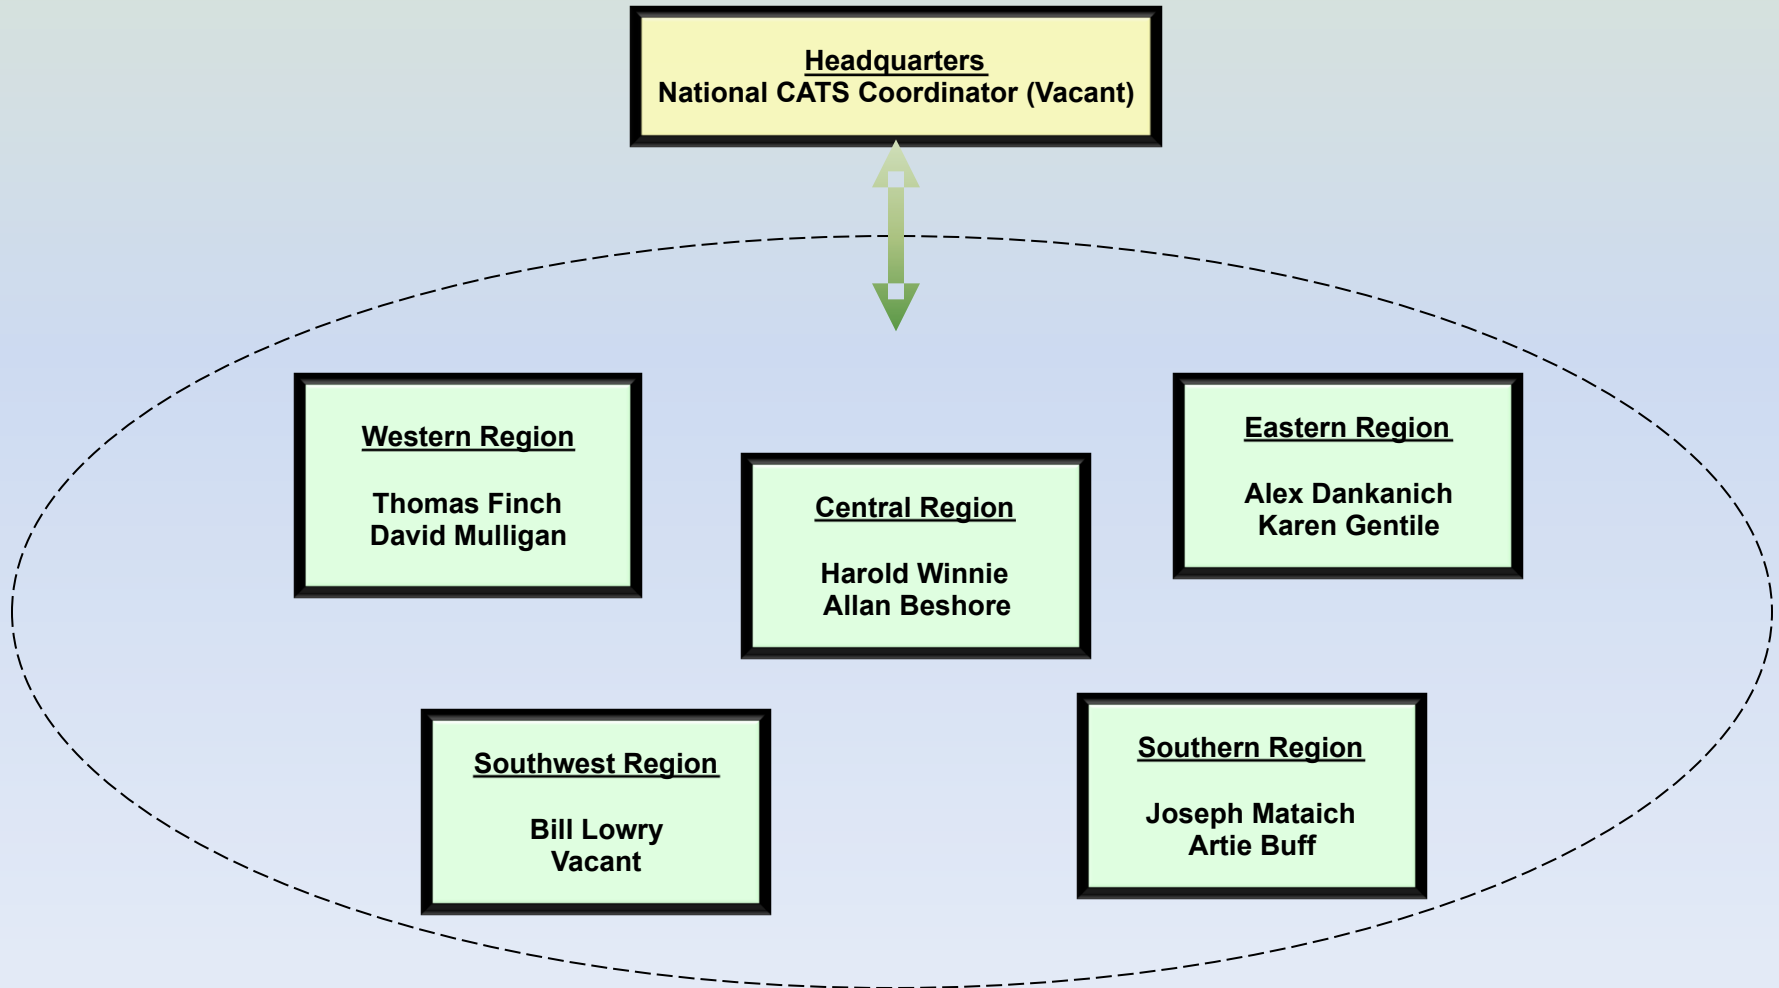 Headquarters
National CATS Coordinator (Vacant)
Western Region
Thomas Finch
David Mulligan
Central Region
Harold Winnie
Allan Beshore
Eastern Region
Alex Dankanich
Karen Gentile
Southwest Region
Bill Lowry
Vacant
Southern Region
Joseph Mataich
Artie Buff